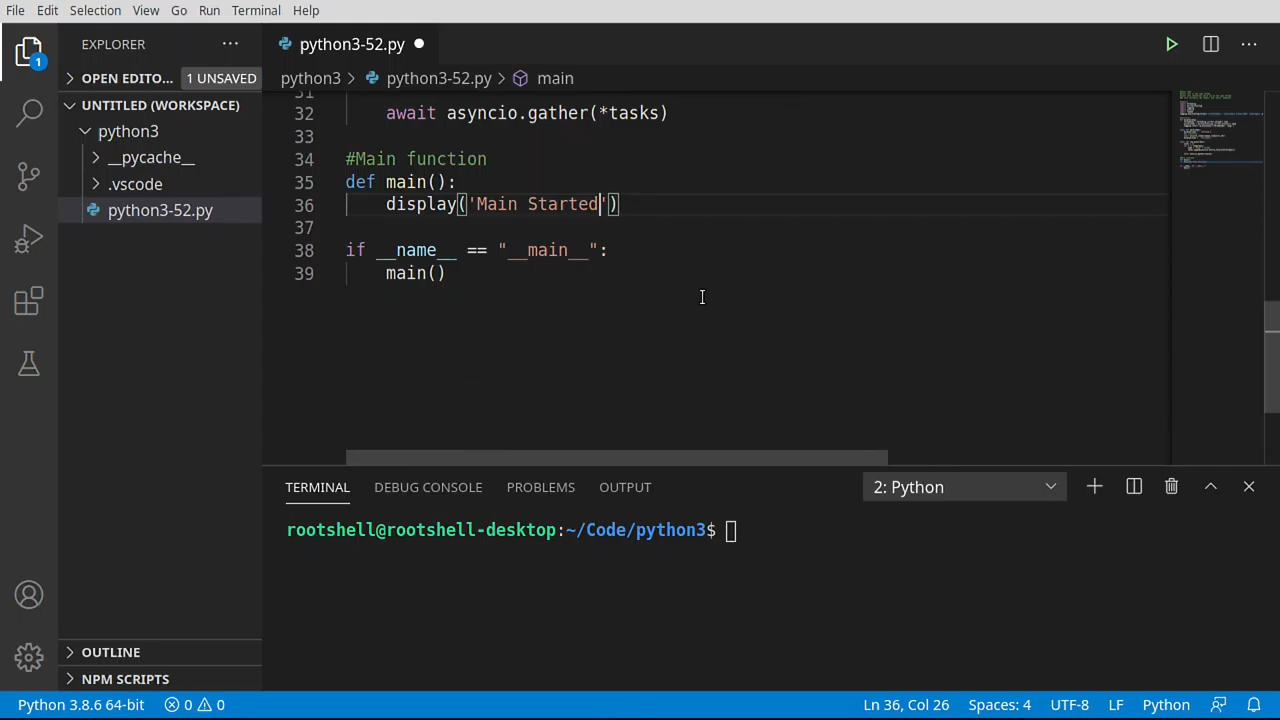 File Edit Selection View Go Run Terminal Help
EXPLORER ···
python3-52.py
OPEN EDITO... 1 UNSAVED
python3 > python3-52.py > main
UNTITLED (WORKSPACE)
python3
__pycache__
.vscode
python3-52.py
31
32 await asyncio.gather(*tasks)
33
34 #Main function
35 def main():
36 display('Main Started')
37
38 if __name__ == "__main__":
39 main()
1
TERMINAL DEBUG CONSOLE PROBLEMS OUTPUT 2: Python
rootshell@rootshell-desktop:~/Code/python3$
OUTLINE
NPM SCRIPTS
Python 3.8.6 64-bit 0 0 Ln 36, Col 26 Spaces: 4 UTF-8 LF Python